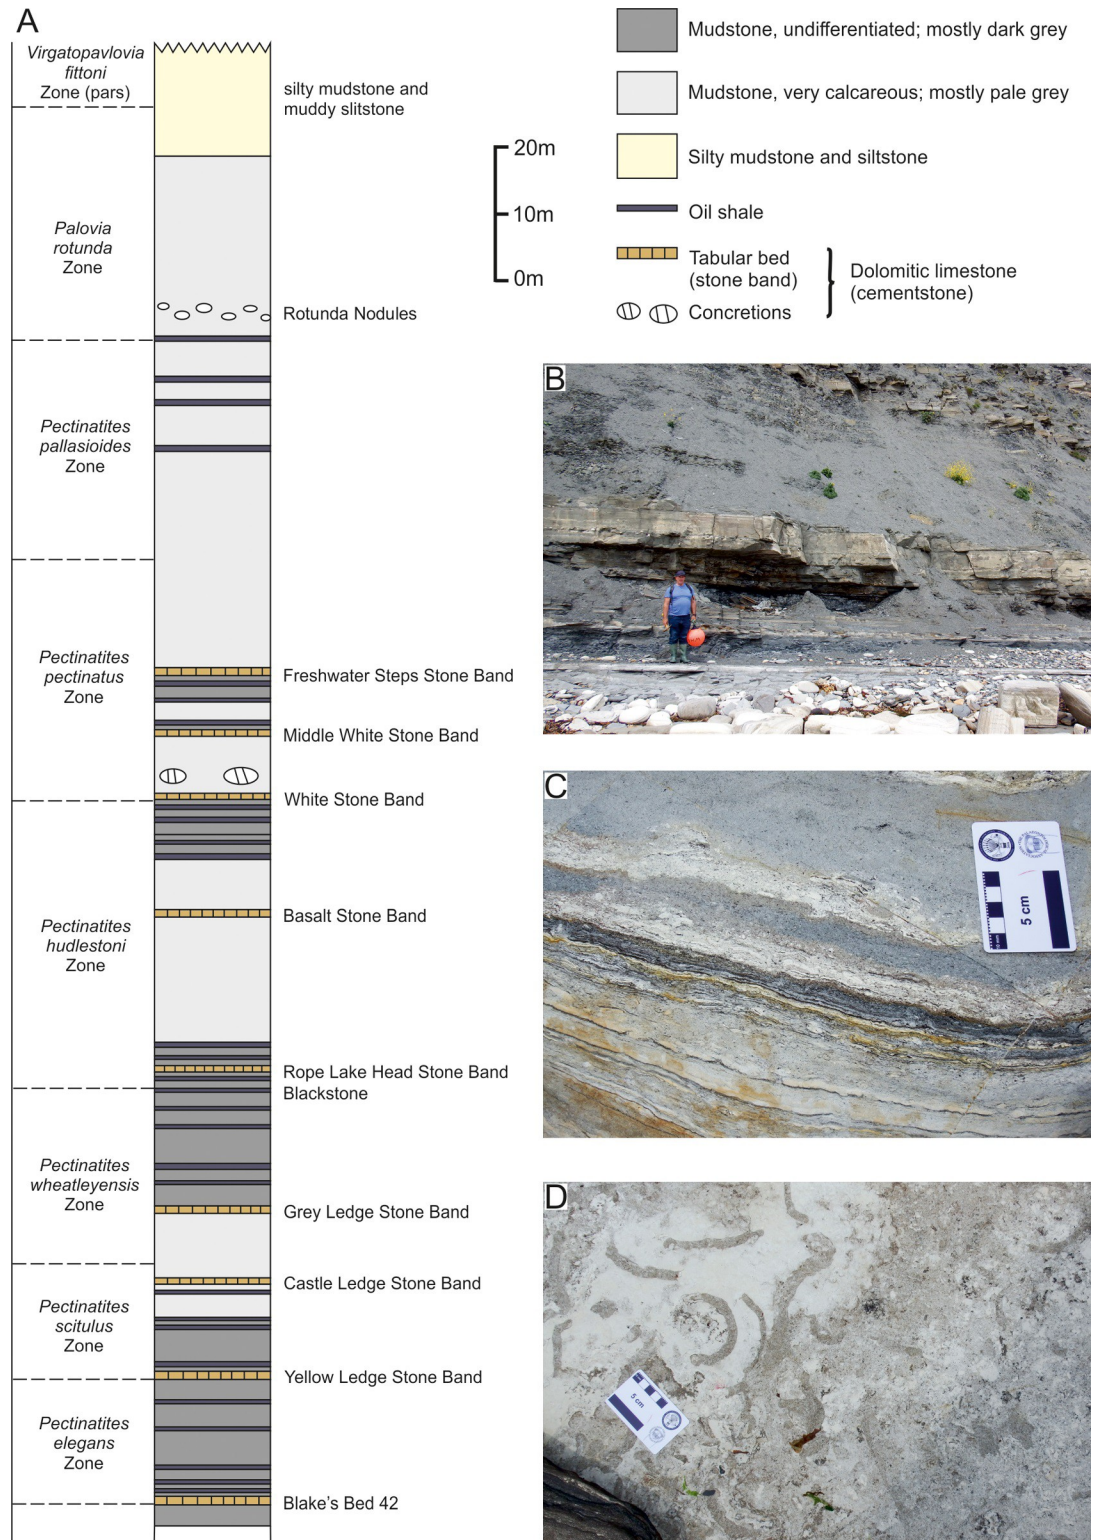 A
Virgatopavlovia
fittoni
Zone (pars)
silty mudstone and
muddy slitstone
Palovia
rotunda
Zone
Rotunda Nodules
Pectinatites
pallasioides
Zone
Pectinatites
pectinatus
Zone
Freshwater Steps Stone Band
Middle White Stone Band
White Stone Band
Pectinatites
hudlestoni
Zone
Basalt Stone Band
Rope Lake Head Stone Band
Blackstone
Pectinatites
wheatleyensis
Zone
Grey Ledge Stone Band
Castle Ledge Stone Band
Pectinatites
scitulus
Zone
Yellow Ledge Stone Band
Pectinatites
elegans
Zone
Blake's Bed 42
20m
10m
0m
Mudstone, undifferentiated; mostly dark grey
Mudstone, very calcareous; mostly pale grey
Silty mudstone and siltstone
Oil shale
Tabular bed
(stone band)
Concretions
Dolomitic limestone
(cementstone)
B
C
5 cm
D
5 cm